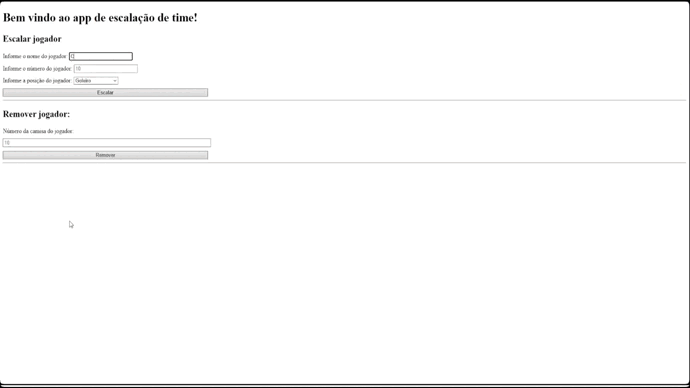 Bem vindo ao app de escalação de time!
Escalar jogador
Informe o nome do jogador:
Informe o número do jogador: 10
Informe a posição do jogador: Goleiro
Escalar
Remover jogador:
Número da camisa do jogador:
10
Remover